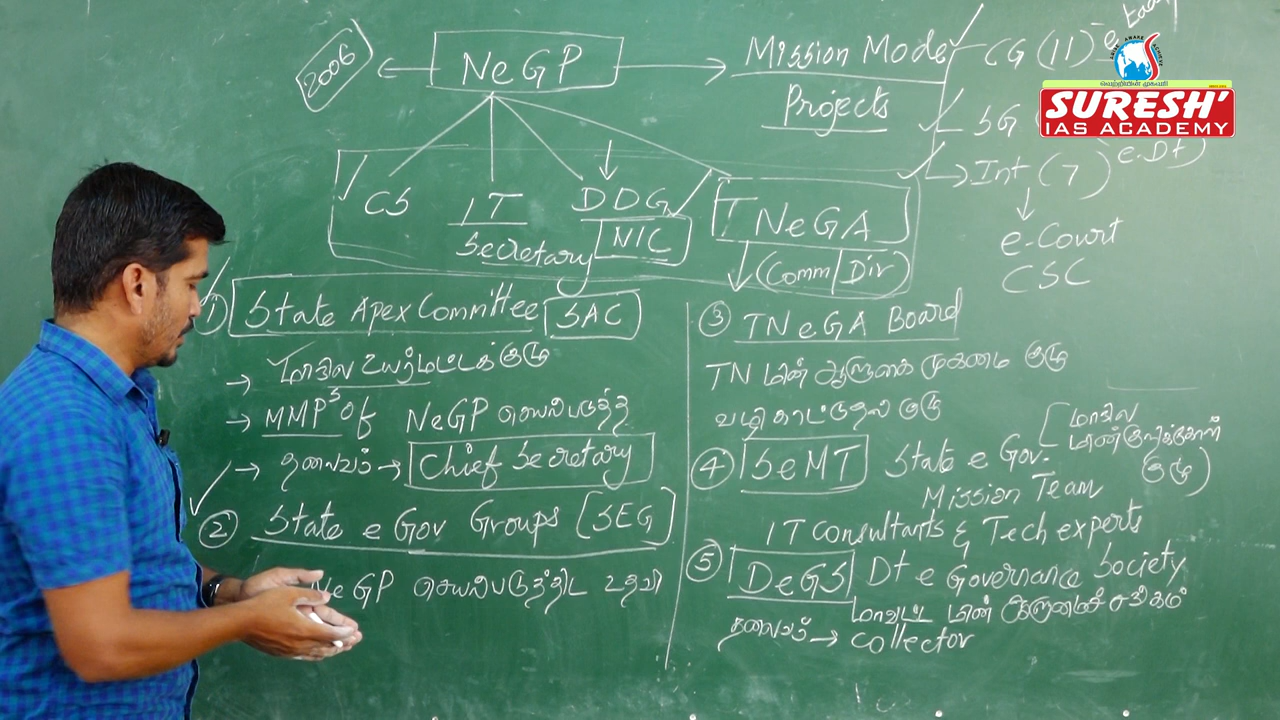 2006 ← NeGP → Mission Mode Projects
CG (11)
SG
Int (7)
e-Court
CSC
e.Dt)
வெற்றியின் முகவரி
SURESH'
IAS ACADEMY
CS
IT Secretary
DDG NIC
TNeGA
(Comm/Div)
① State Apex Committee SAC
→ மாநில உயர்மட்டக் குழு
→ MMP's of NeGP செயல்படுத்த
→ தலைவர் → Chief Secretary
② State e Gov Groups [SEG]
NeGP செயல்படுத்திட உதவி
③ TNeGA Board
TN மின் ஆளுகை முகமை குழு
வழிகாட்டுதல் குழு
④ SeMT State e Gov. Mission Team
[மாநில மின் குறிக்கோள் குழு)
IT consultants & Tech experts
⑤ DeGS Dt e Governance Society
மாவட்ட மின் ஆளுமைச் சங்கம்
தலைவர் → Collector